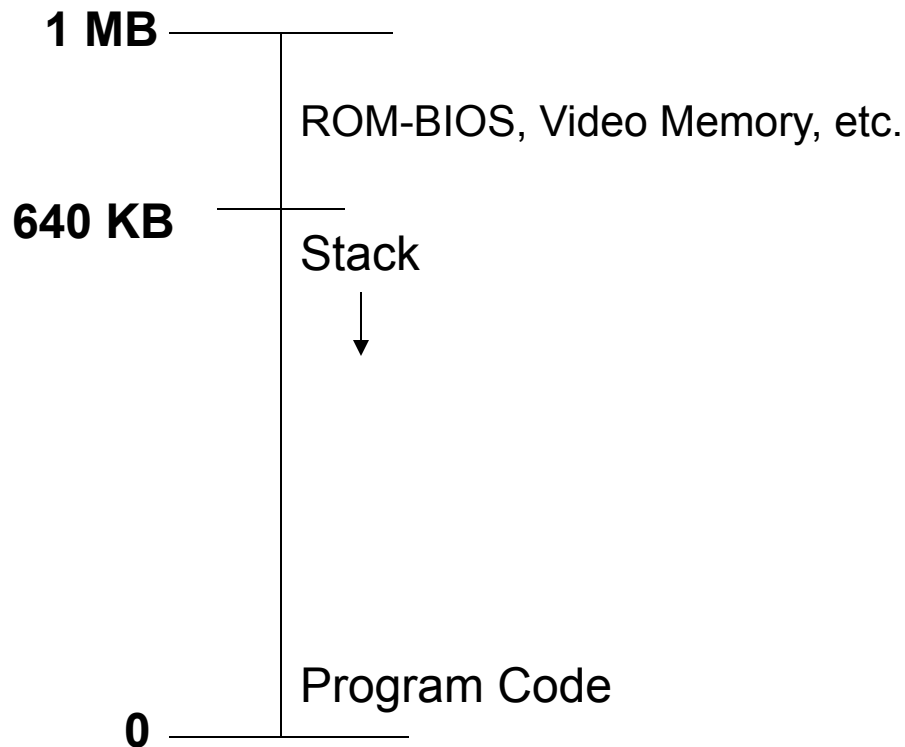 1 MB
ROM-BIOS, Video Memory, etc.
640 KB
Stack
Program Code
0